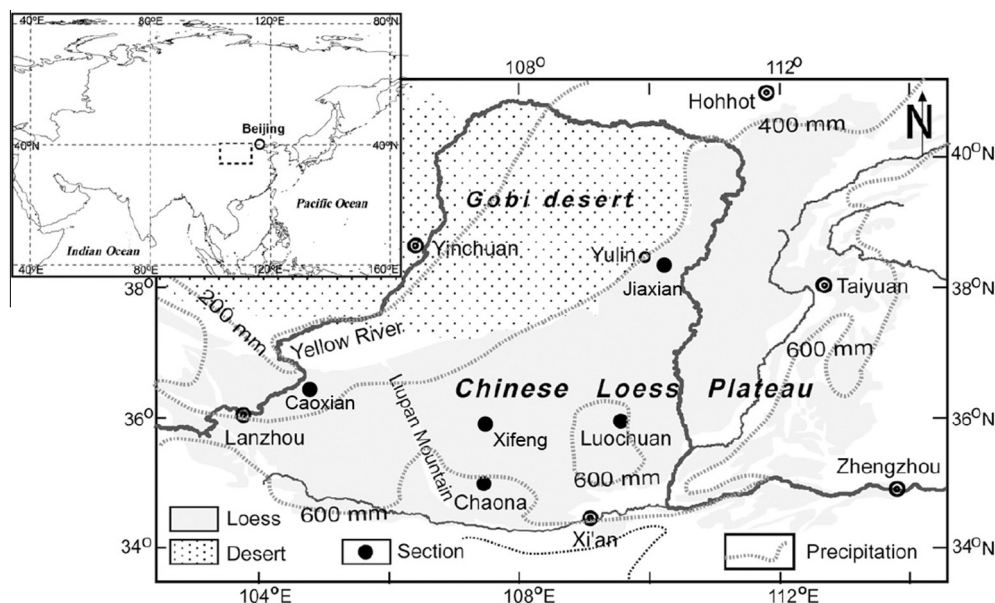 40°E
80°E
120°E
80°N
Beijing
40°N
40°N
Pacific Ocean
Indian Ocean
40°E
80°E
120°E
160°E
108°
112°
Hohhot
400 mm
N
40°N
Gobi desert
Yinchuan
Yulin
Jiaxian
Taiyuan
38°
38°N
200 mm
Yellow River
600 mm
Caoxian
Liupan Mountain
Chinese Loess Plateau
36°
36°N
Lanzhou
Xifeng
Luochuan
Zhengzhou
600 mm
Chaona
600 mm
Loess
Xi'an
34°
Desert
Section
Precipitation
34°N
104°E
108°E
112°E